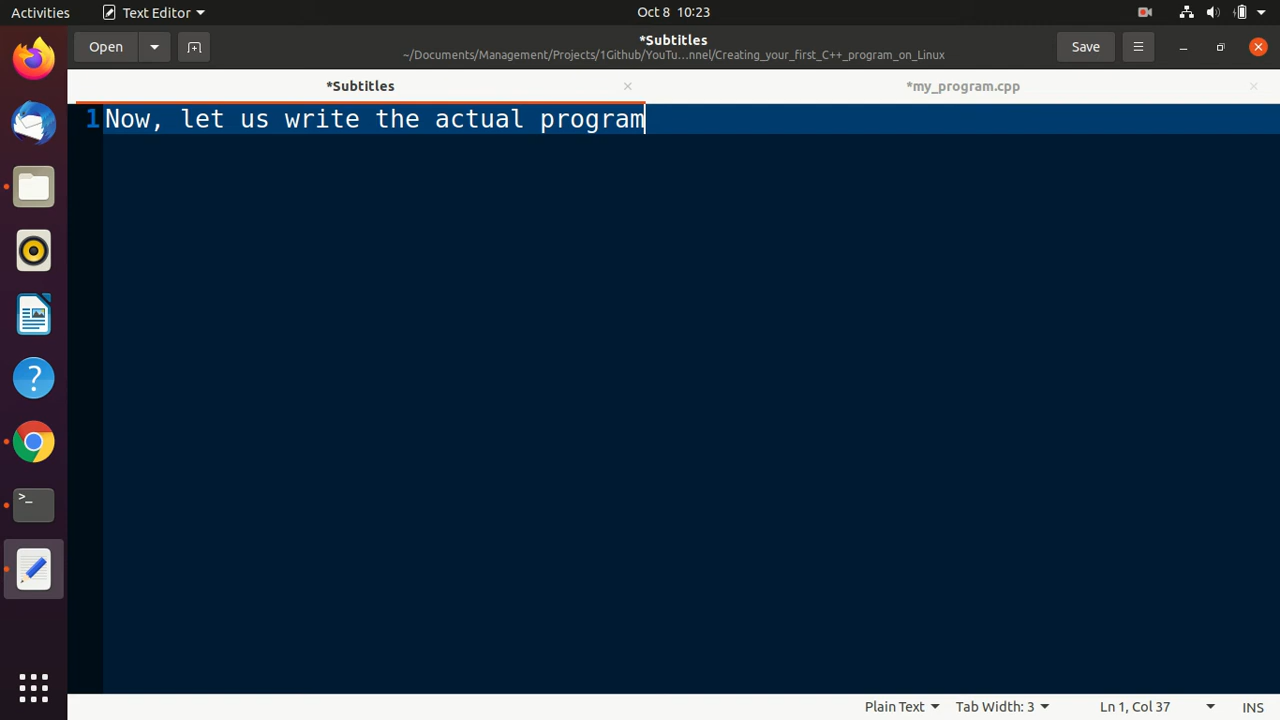 Activities Text Editor Oct 8 10:23
Open *Subtitles Save
~/Documents/Management/Projects/1Github/YouTu...nnel/Creating_your_first_C++_program_on_Linux
*Subtitles *my_program.cpp
1 Now, let us write the actual program
Plain Text Tab Width: 3 Ln 1, Col 37 INS